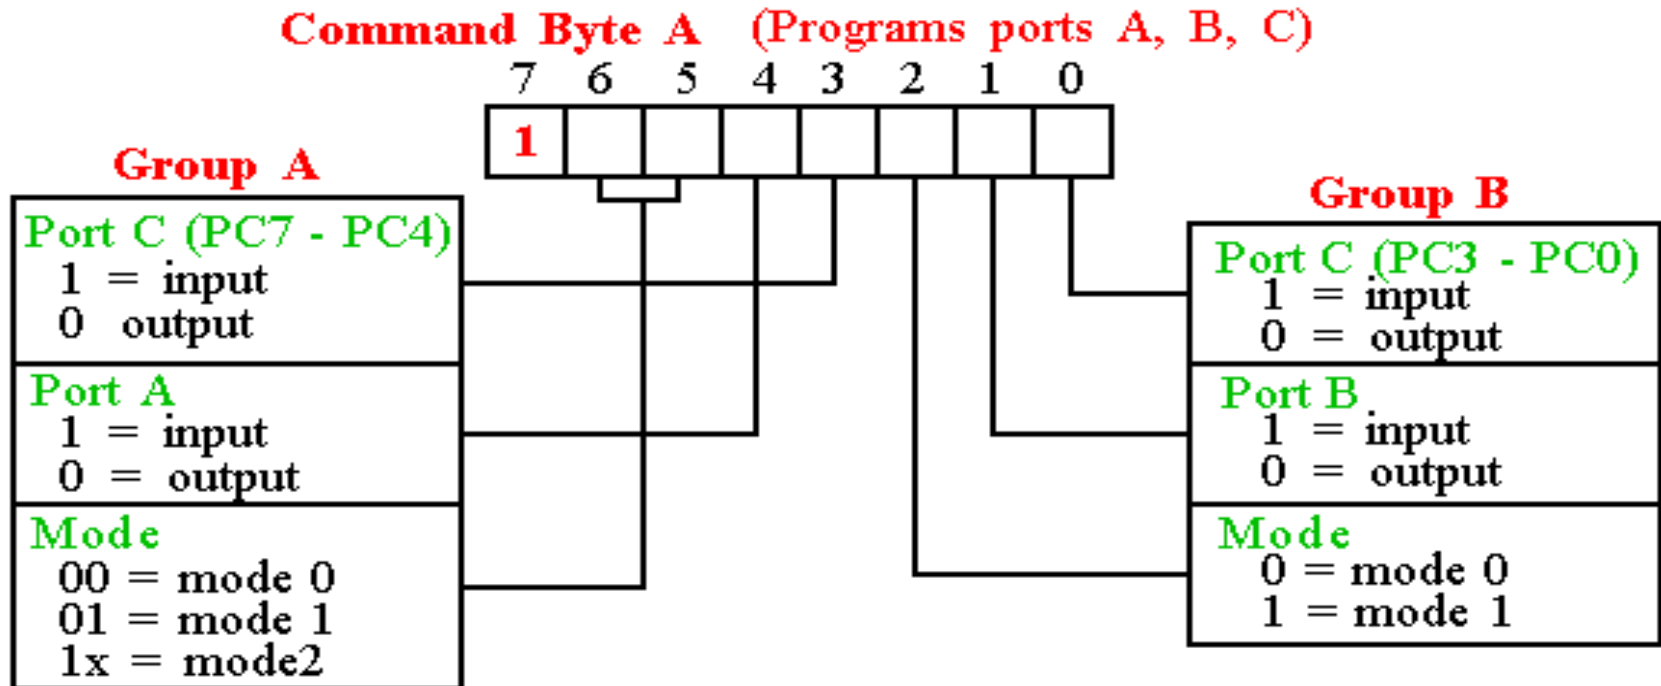 Command Byte A (Programs ports A, B, C)
7 6 5 4 3 2 1 0
1
Group A
Port C (PC7 - PC4)
1 = input
0 output
Port A
1 = input
0 = output
Mode
00 = mode 0
01 = mode 1
1x = mode2
Group B
Port C (PC3 - PC0)
1 = input
0 = output
Port B
1 = input
0 = output
Mode
0 = mode 0
1 = mode 1